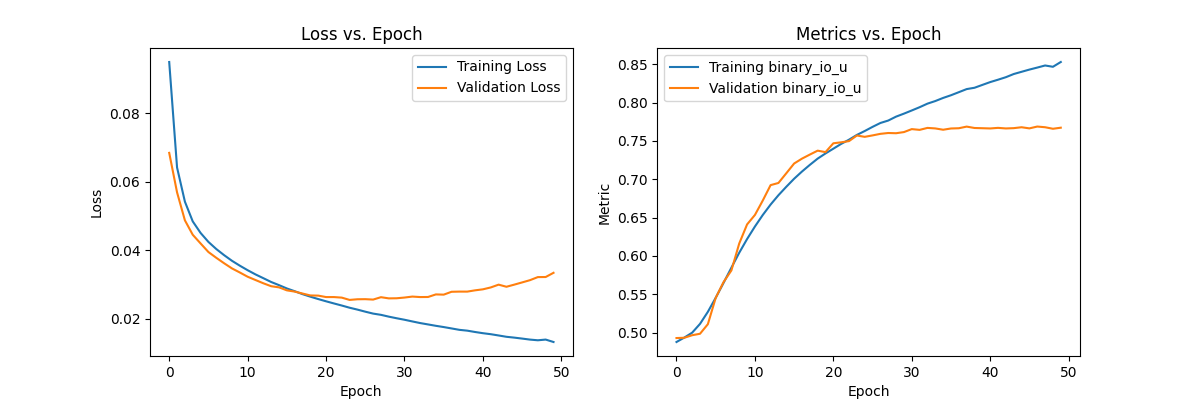 Loss vs. Epoch
Training Loss
Validation Loss
0.08
0.06
0.04
0.02
Loss
0 10 20 30 40 50
Epoch
Metrics vs. Epoch
Training binary_io_u
Validation binary_io_u
0.85
0.80
0.75
0.70
0.65
0.60
0.55
0.50
Metric
0 10 20 30 40 50
Epoch